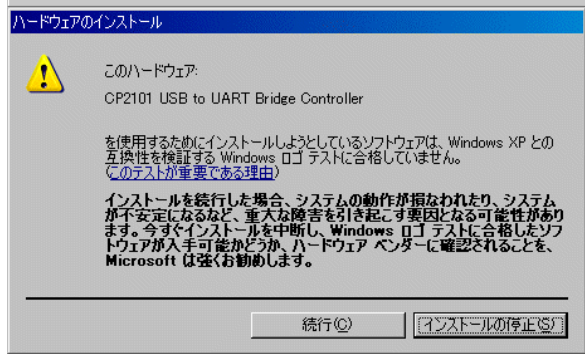 ハードウェアのインストール
このハードウェア:
CP2101 USB to UART Bridge Controller
を使用するためにインストールしようとしているソフトウェアは、Windows XP との
互換性を検証する Windows ロゴ テストに合格していません。
(このテストが重要である理由)
インストールを続行した場合、システムの動作が損なわれたり、システム
が不安定になるなど、重大な障害を引き起こす要因となる可能性があり
ます。今すぐインストールを中断し、Windows ロゴ テストに合格したソフ
トウェアが入手可能かどうか、ハードウェア ベンダーに確認されることを、
Microsoft は強くお勧めします。
続行(C) インストールの停止(S)